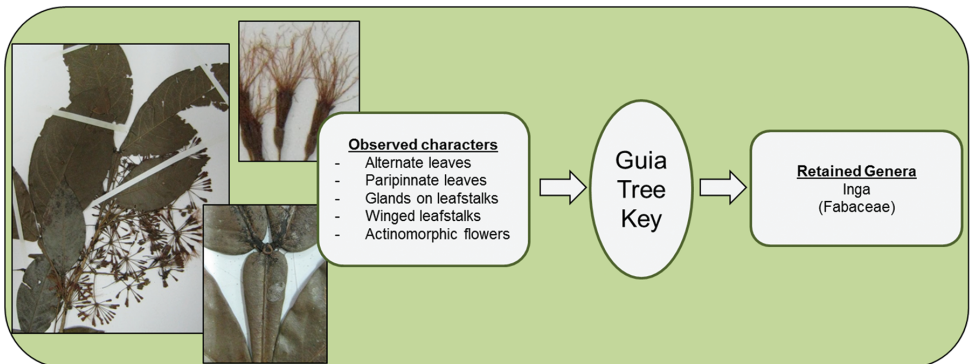 Observed characters
- Alternate leaves
- Paripinnate leaves
- Glands on leafstalks
- Winged leafstalks
- Actinomorphic flowers
Guia
Tree
Key
Retained Genera
Inga
(Fabaceae)